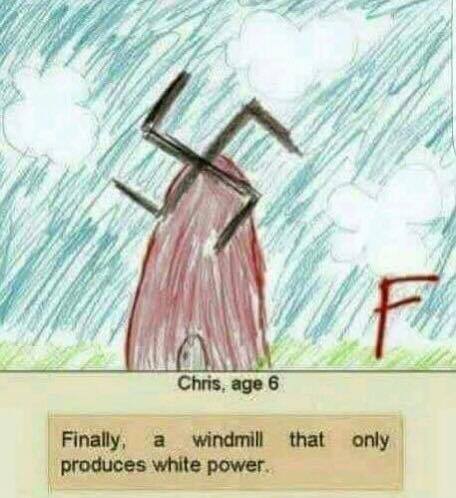 F
Chris, age 6
Finally, a windmill that only
produces white power.